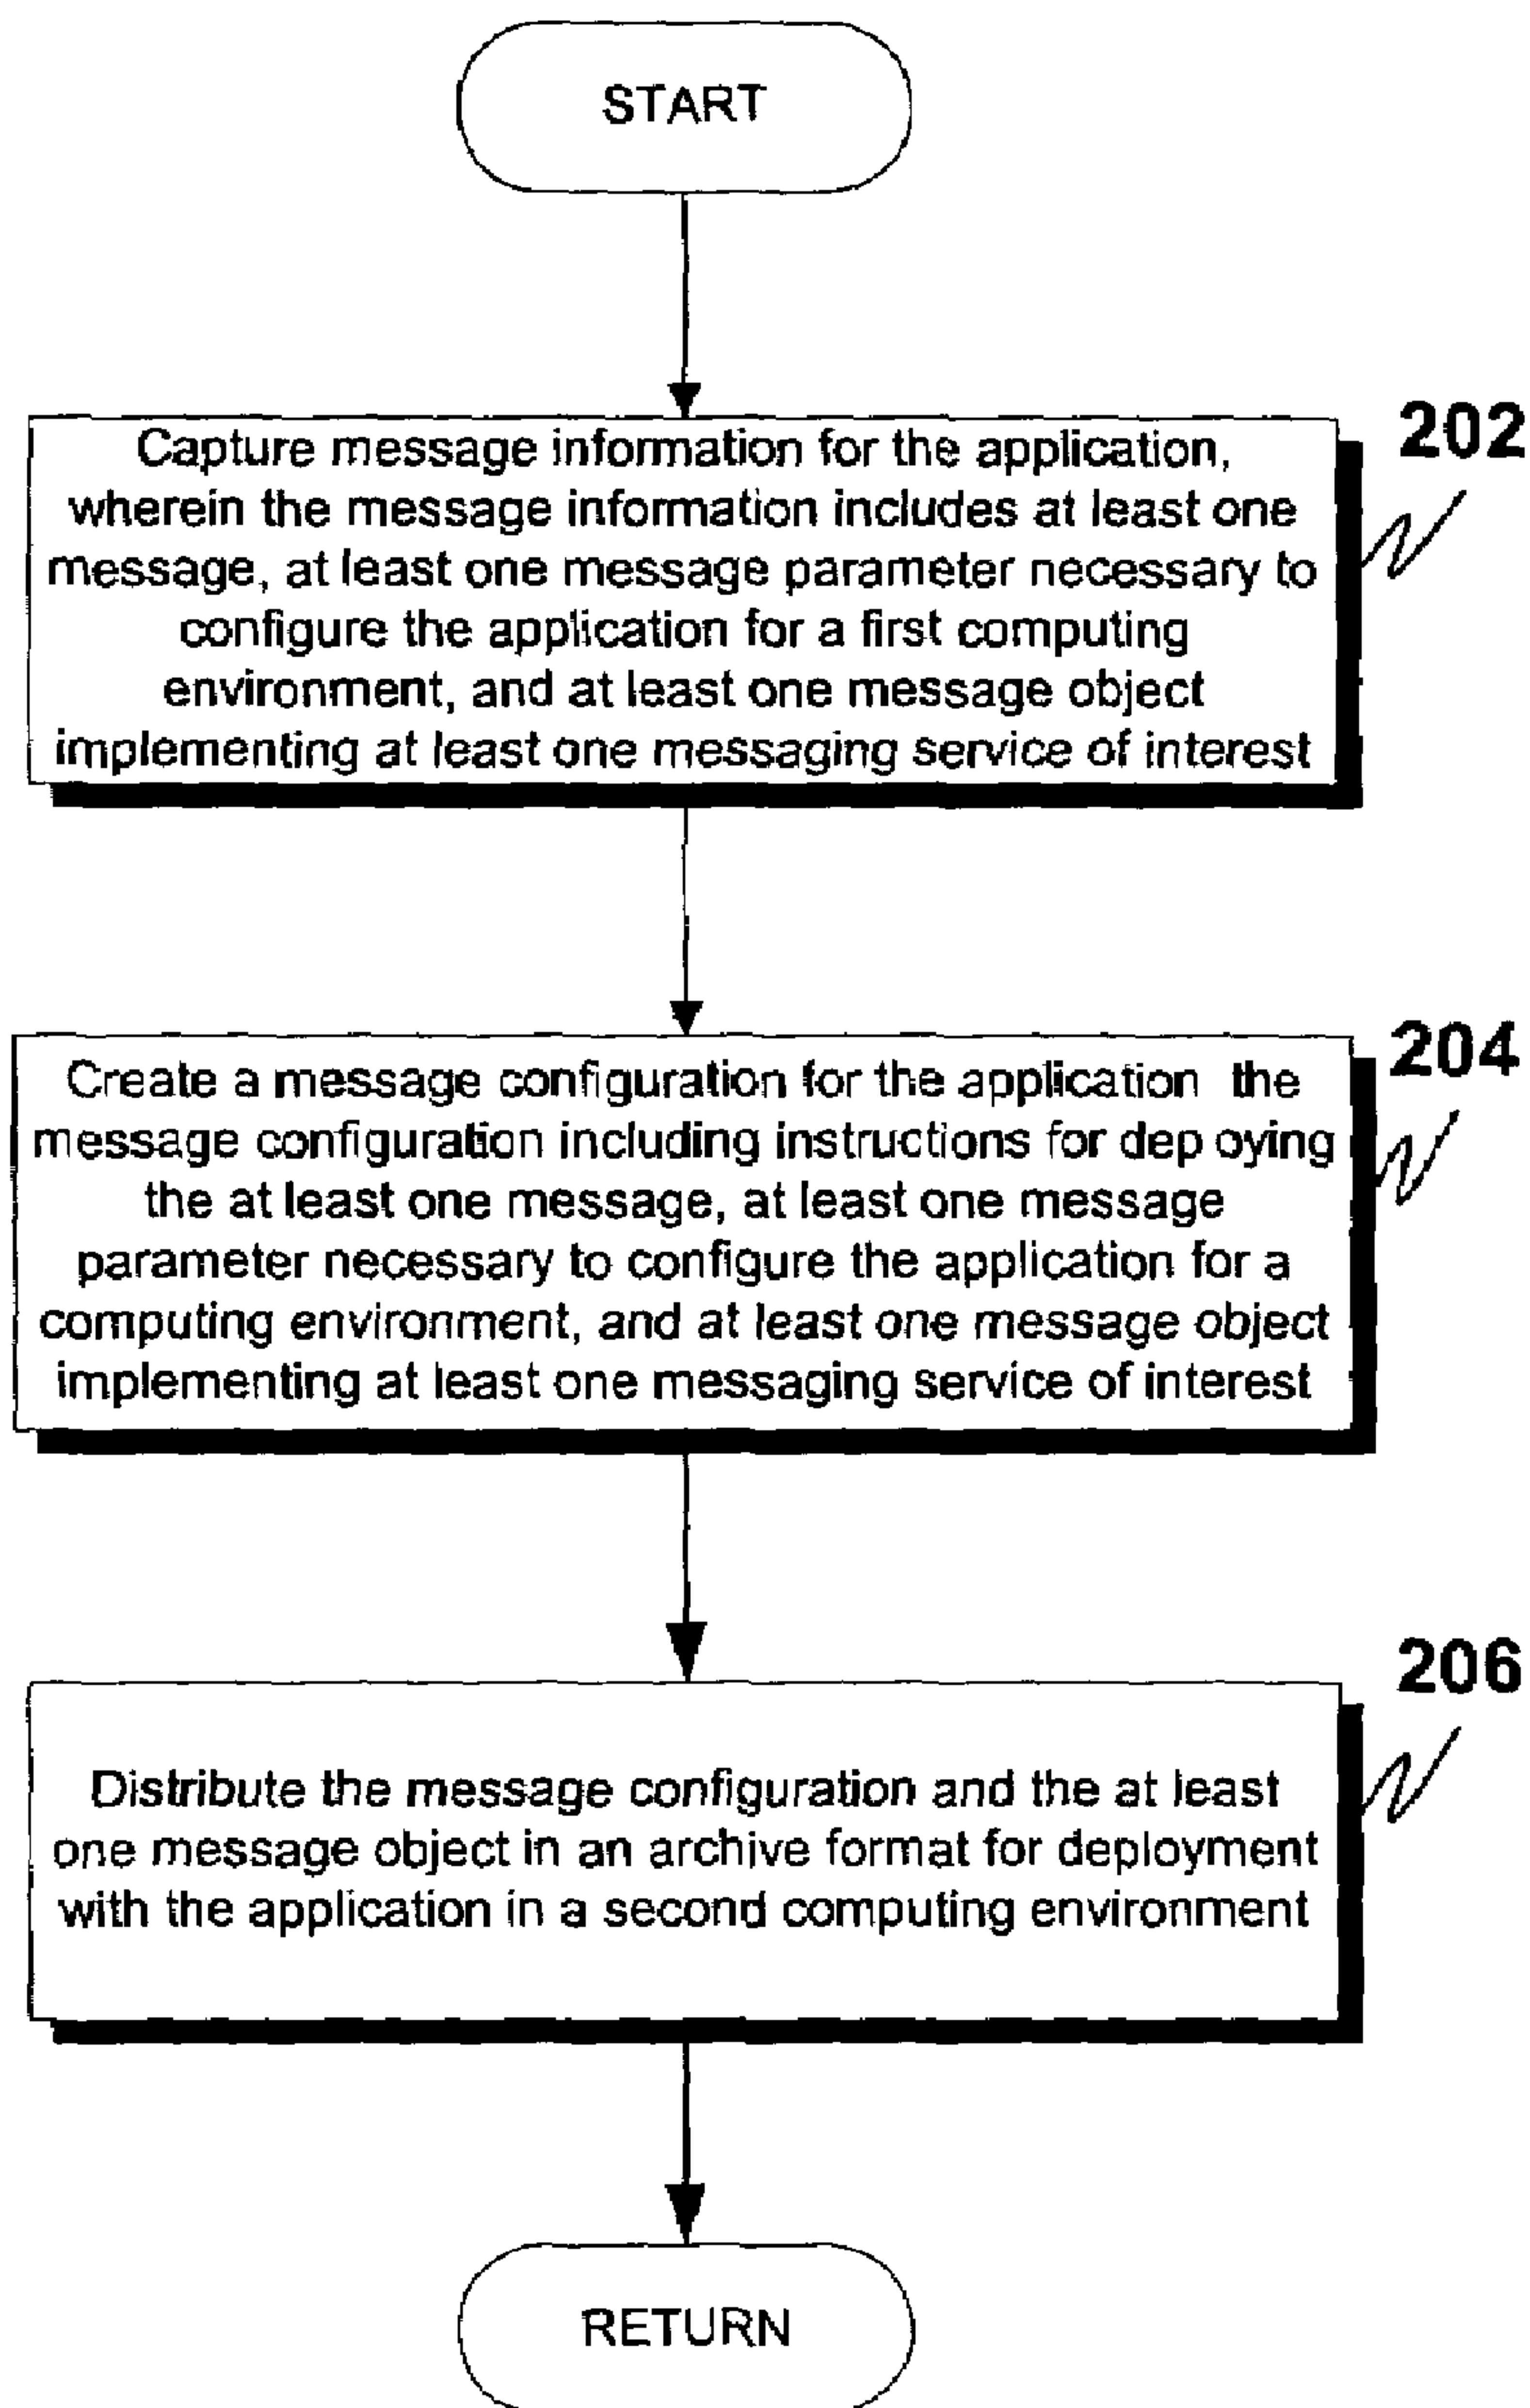 START
Capture message information for the application,
wherein the message information includes at least one
message, at least one message parameter necessary to
configure the application for a first computing
environment, and at least one message object
implementing at least one messaging service of interest
202
Create a message configuration for the application the
message configuration including instructions for dep oying
the at least one message, at least one message
parameter necessary to configure the application for a
computing environment, and at least one message object
implementing at least one messaging service of interest
204
Distribute the message configuration and the at least
one message object in an archive format for deployment
with the application in a second computing environment
206
RETURN